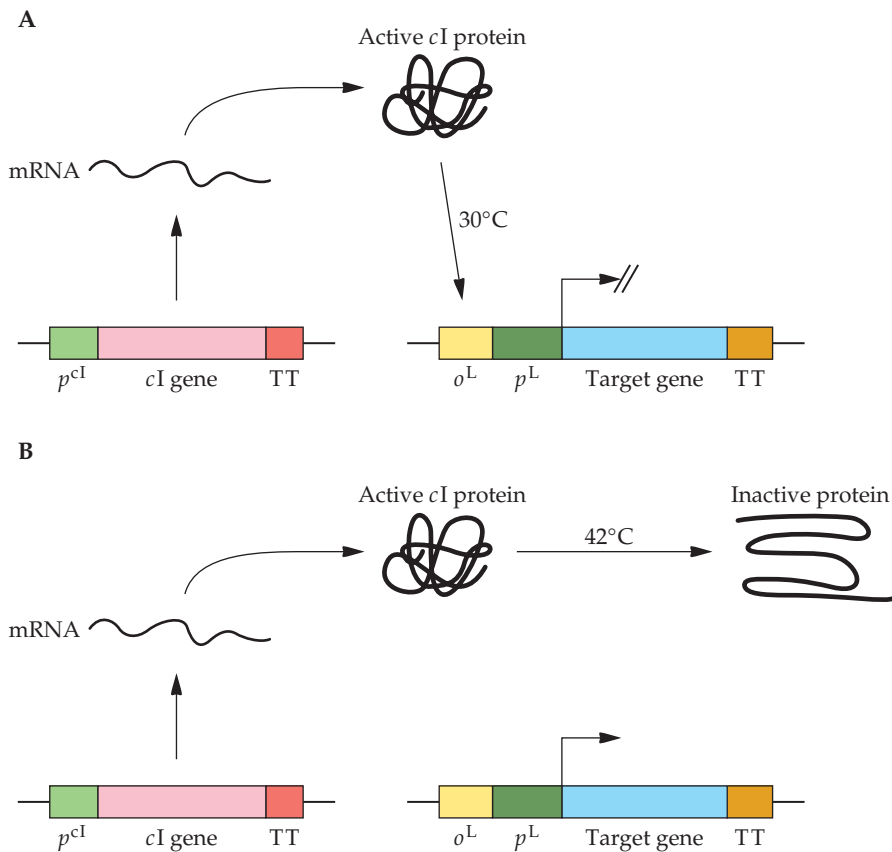 A
Active cI protein
mRNA
30°C
p^cI cI gene TT
o^L p^L Target gene TT
B
Active cI protein
Inactive protein
42°C
mRNA
p^cI cI gene TT
o^L p^L Target gene TT